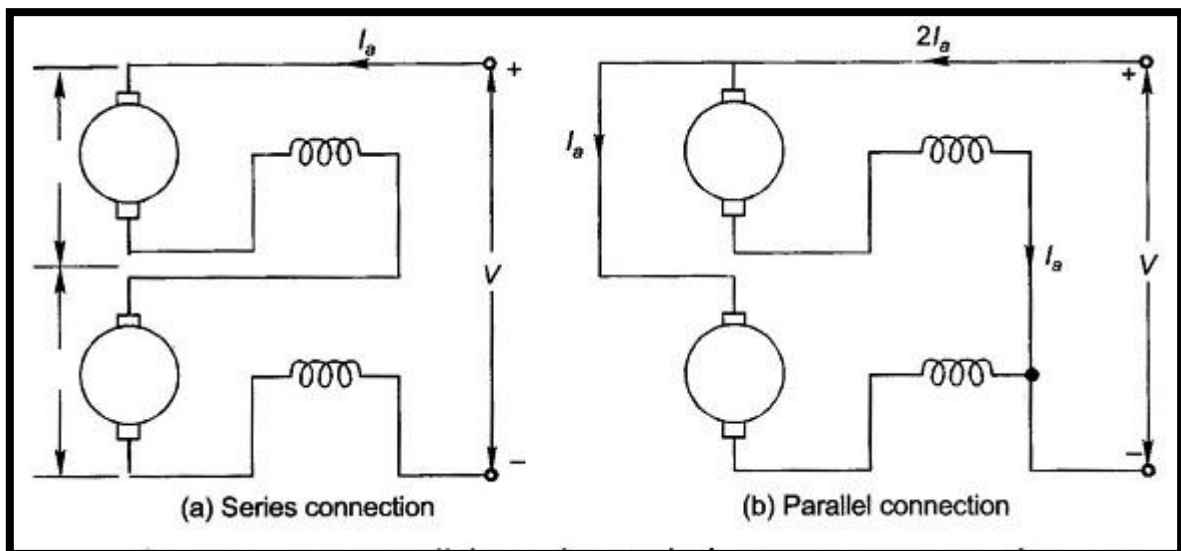 I_a
+
V
−
(a) Series connection
2I_a
+
I_a
I_a
V
−
(b) Parallel connection